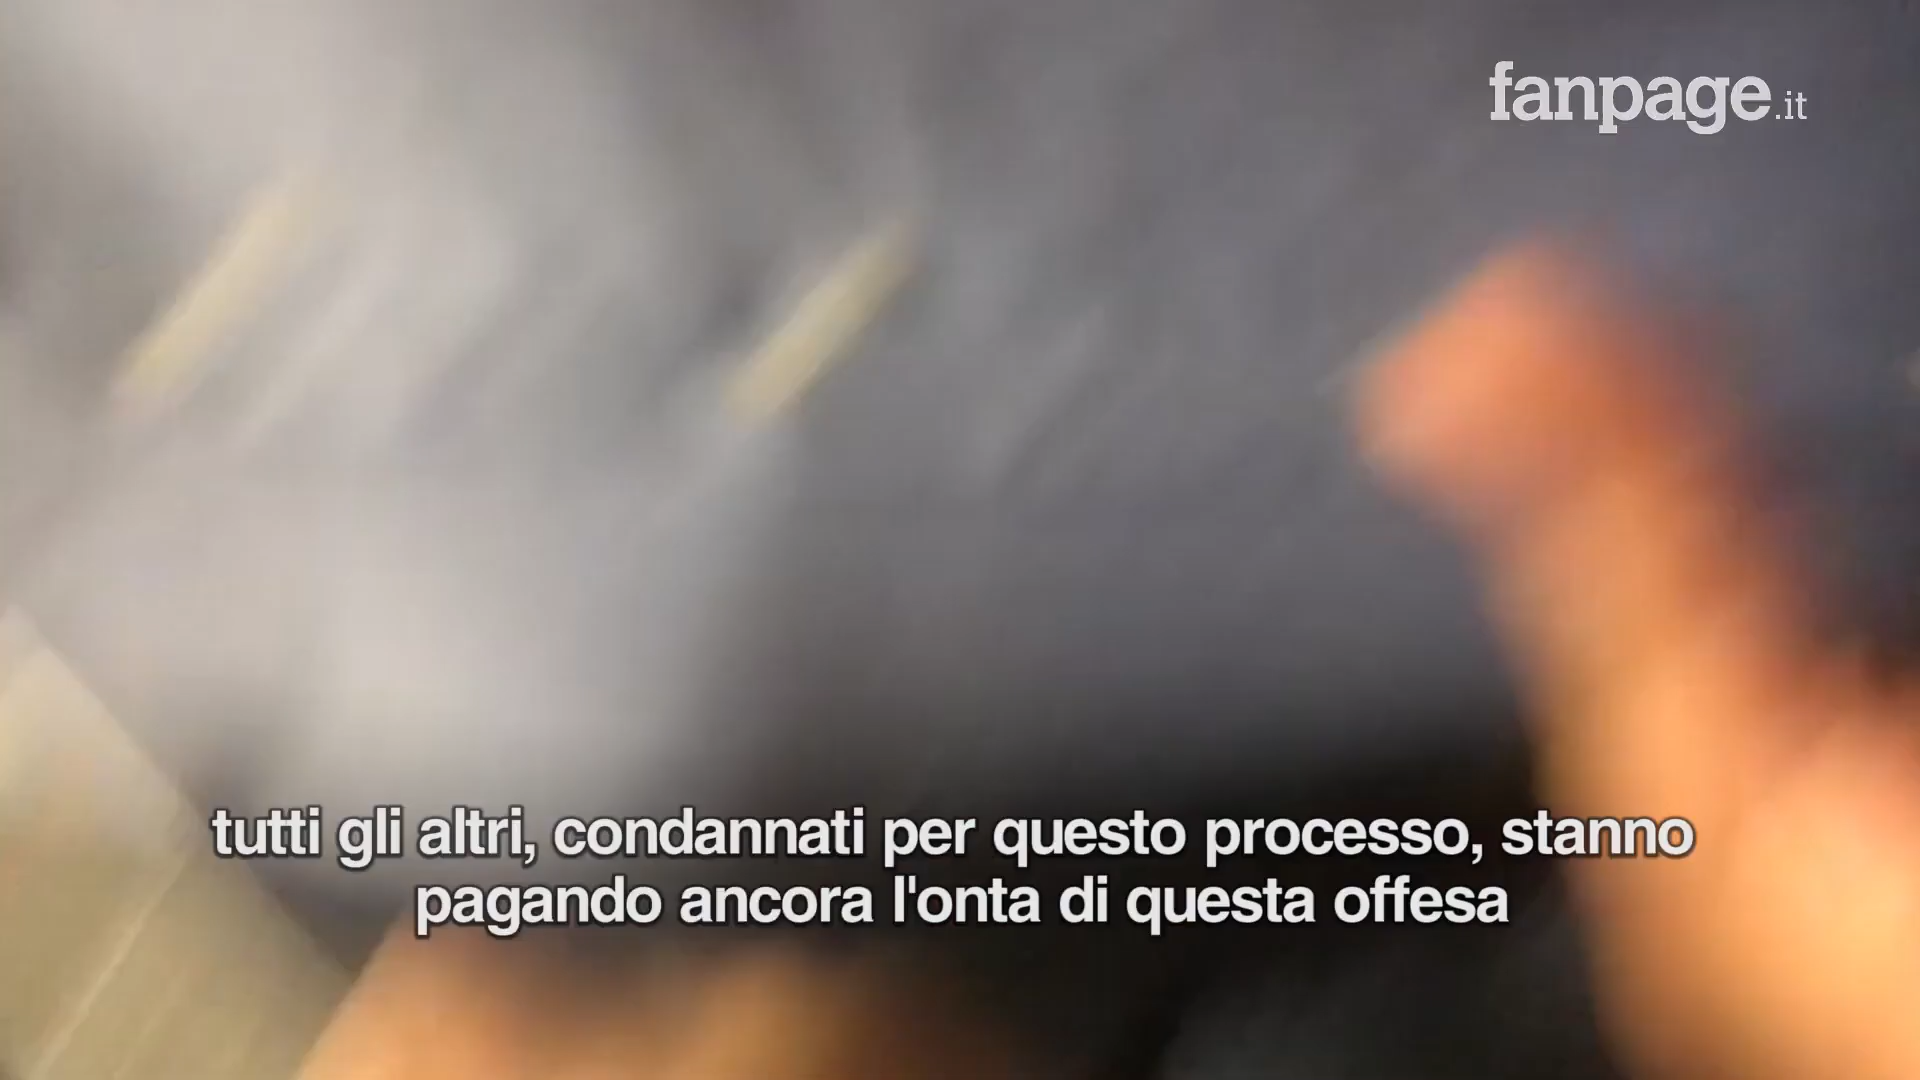 fanpage.it
tutti gli altri, condannati per questo processo, stanno
pagando ancora l'onta di questa offesa